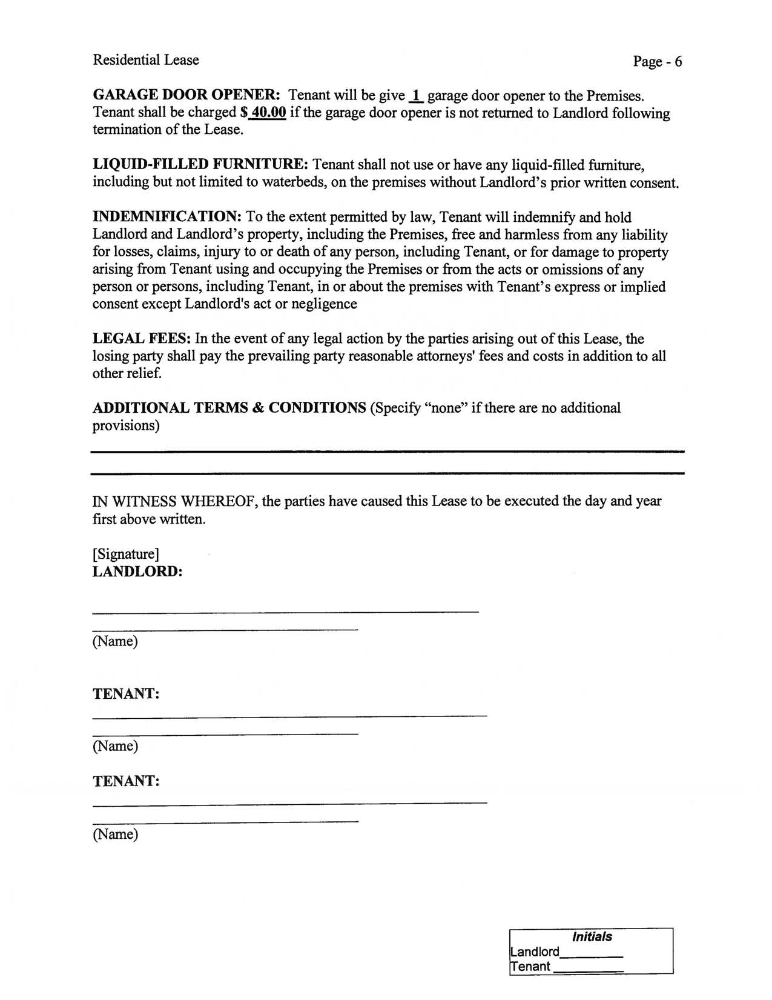 Residential Lease Page - 6
GARAGE DOOR OPENER: Tenant will be give 1 garage door opener to the Premises.
Tenant shall be charged $ 40.00 if the garage door opener is not returned to Landlord following
termination of the Lease.
LIQUID-FILLED FURNITURE: Tenant shall not use or have any liquid-filled furniture,
including but not limited to waterbeds, on the premises without Landlord’s prior written consent.
INDEMNIFICATION: To the extent permitted by law, Tenant will indemnify and hold
Landlord and Landlord’s property, including the Premises, free and harmless from any liability
for losses, claims, injury to or death of any person, including Tenant, or for damage to property
arising from Tenant using and occupying the Premises or from the acts or omissions of any
person or persons, including Tenant, in or about the premises with Tenant’s express or implied
consent except Landlord's act or negligence
LEGAL FEES: In the event of any legal action by the parties arising out of this Lease, the
losing party shall pay the prevailing party reasonable attorneys' fees and costs in addition to all
other relief.
ADDITIONAL TERMS & CONDITIONS (Specify “none” if there are no additional
provisions)
IN WITNESS WHEREOF, the parties have caused this Lease to be executed the day and year
first above written.
[Signature]
LANDLORD:
(Name)
TENANT:
(Name)
TENANT:
(Name)
Initials
Landlord
Tenant